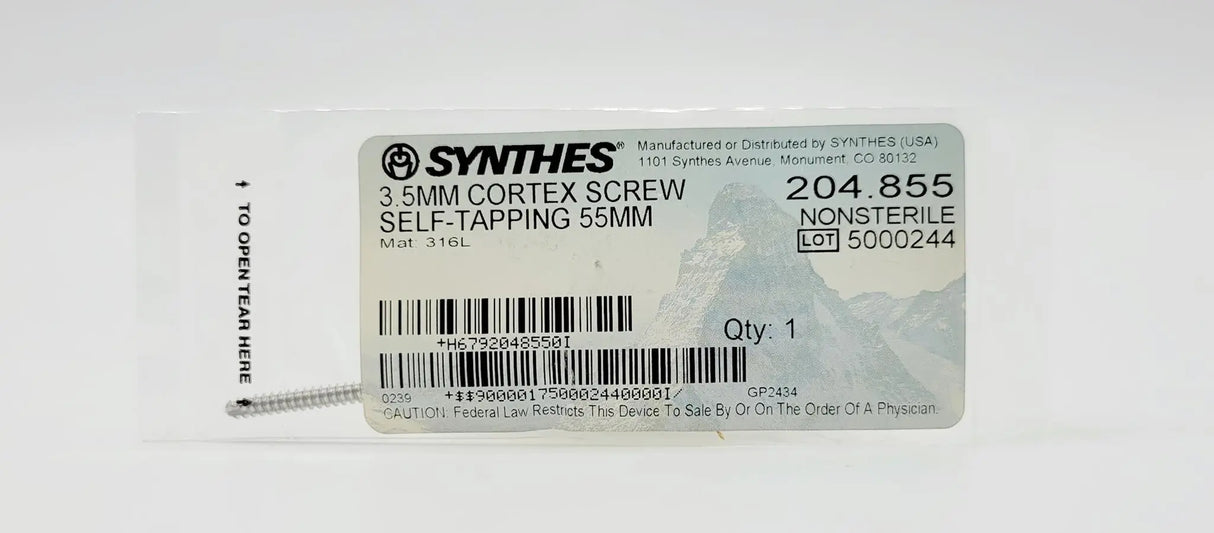 TO OPEN TEAR HERE
SYNTHES®
Manufactured or Distributed by SYNTHES (USA)
1101 Synthes Avenue, Monument, CO 80132
3.5MM CORTEX SCREW
SELF-TAPPING 55MM
Mat: 316L
204.855
NONSTERILE
LOT 5000244
+H6792048550I
Qty: 1
0239
+$$9000017500024400000I/
GP2434
CAUTION: Federal Law Restricts This Device To Sale By Or On The Order Of A Physician.